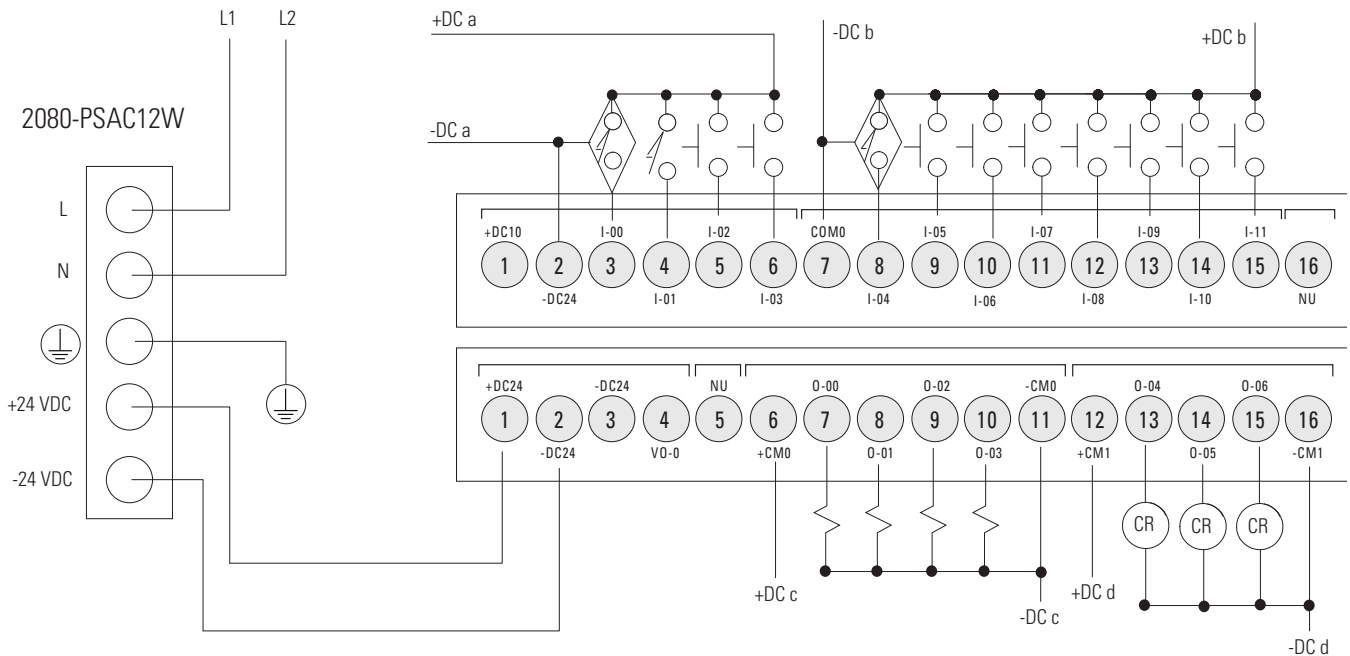 L1 L2
+DC a
-DC b
+DC b
2080-PSAC12W
-DC a
L
N
+24 VDC
-24 VDC
+DC10 I-00 I-02 COM0 I-05 I-07 I-09 I-11
1 2 3 4 5 6 7 8 9 10 11 12 13 14 15 16
-DC24 I-01 I-03 I-04 I-06 I-08 I-10 NU
+DC24 -DC24 NU O-00 O-02 -CM0 O-04 O-06
1 2 3 4 5 6 7 8 9 10 11 12 13 14 15 16
-DC24 VO-0 +CM0 O-01 O-03 +CM1 O-05 -CM1
CR CR CR
+DC c
-DC c
+DC d
-DC d